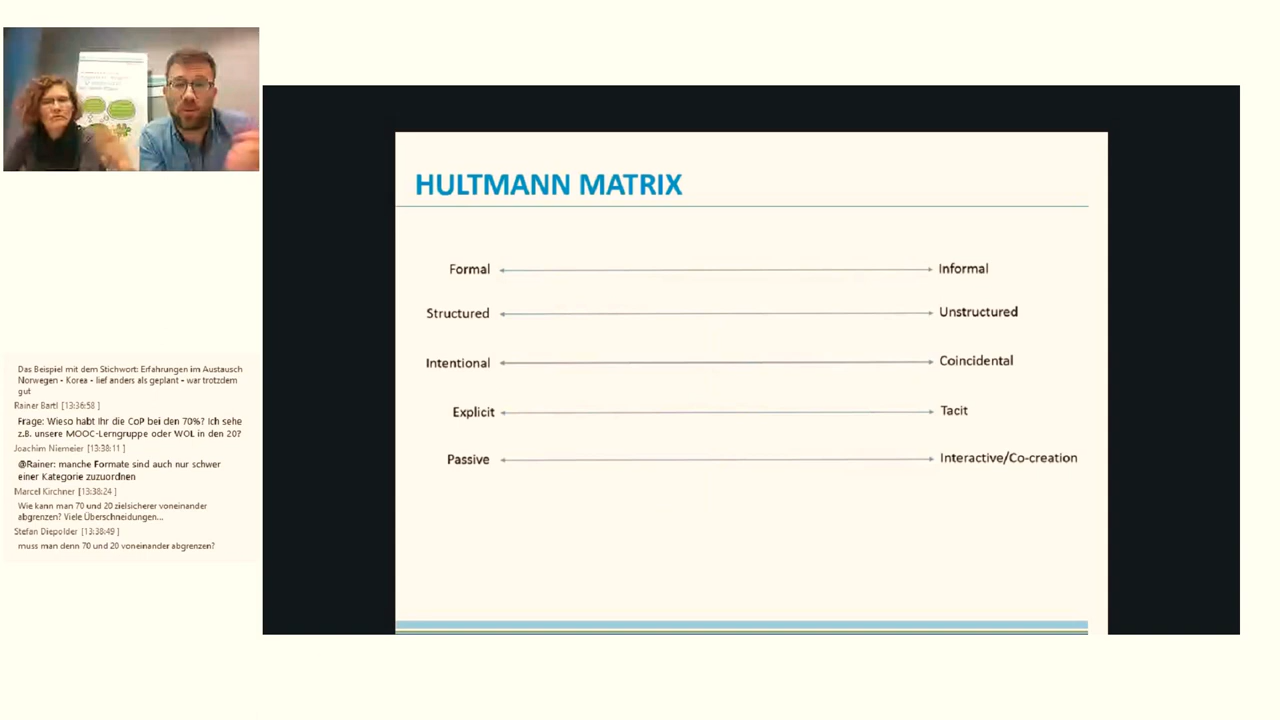 HULTMANN MATRIX
Formal
Informal
Structured
Unstructured
Intentional
Coincidental
Explicit
Tacit
Passive
Interactive/Co-creation
Das Beispiel mit dem Stichwort: Erfahrungen im Austausch
Norwegen - Korea - lief anders als geplant - war trotzdem
gut
Rainer Bartl [13:36:58 ]
Frage: Wieso habt Ihr die CoP bei den 70%? Ich sehe
z.B. unsere MOOC-Lerngruppe oder WOL in den 20?
Joachim Niemeier [13:38:11 ]
@Rainer: manche Formate sind auch nur schwer
einer Kategorie zuzuordnen
Marcel Kirchner [13:38:24 ]
Wie kann man 70 und 20 zielsicherer voneinander
abgrenzen? Viele Überschneidungen...
Stefan Diepolder [13:38:49 ]
muss man denn 70 und 20 voneinander abgrenzen?